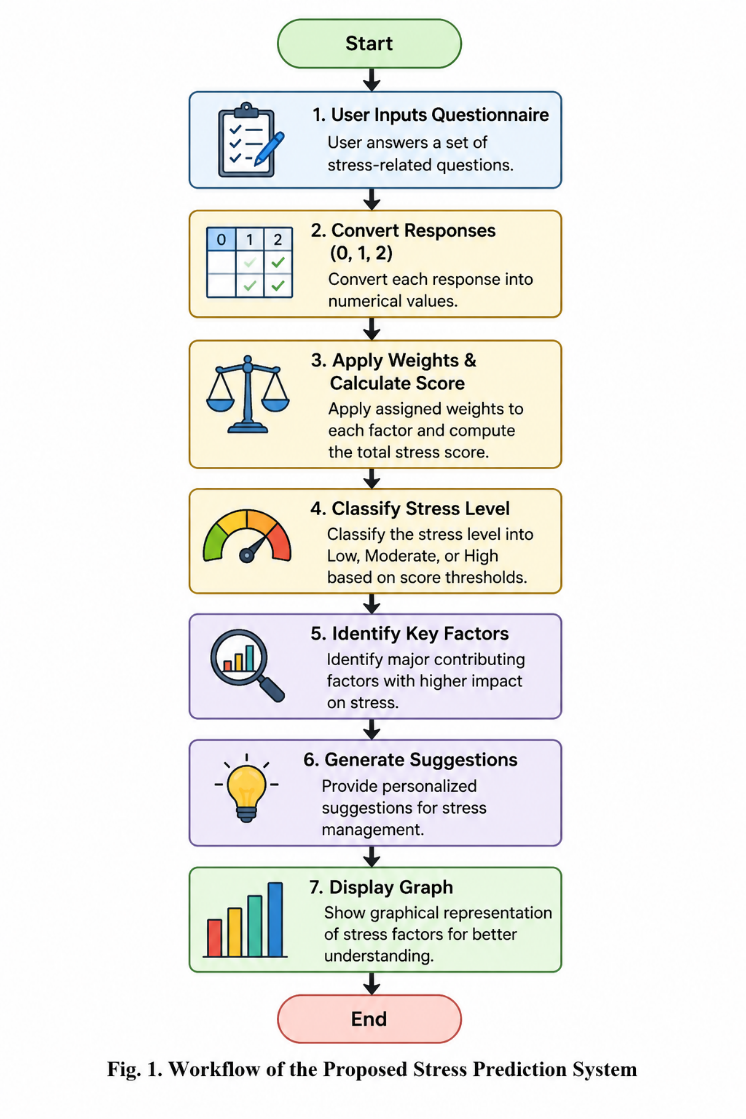 Start
1. User Inputs Questionnaire
User answers a set of
stress-related questions.
0 1 2
2. Convert Responses
(0, 1, 2)
Convert each response into
numerical values.
3. Apply Weights &
Calculate Score
Apply assigned weights to
each factor and compute
the total stress score.
4. Classify Stress Level
Classify the stress level into
Low, Moderate, or High
based on score thresholds.
5. Identify Key Factors
Identify major contributing
factors with higher impact
on stress.
6. Generate Suggestions
Provide personalized
suggestions for stress
management.
7. Display Graph
Show graphical representation
of stress factors for better
understanding.
End
Fig. 1. Workflow of the Proposed Stress Prediction System